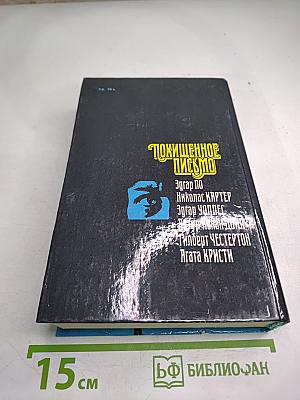 ПОХИЩЕННОЕ
ПИСЬМО
Эдгар ПО
Николас КАРТЕР
Эдгар УОЛЛЕС
Гилберт ЧЕСТЕРТОН
Агата КРИСТИ
15 см
БФ БИБЛИОФАН